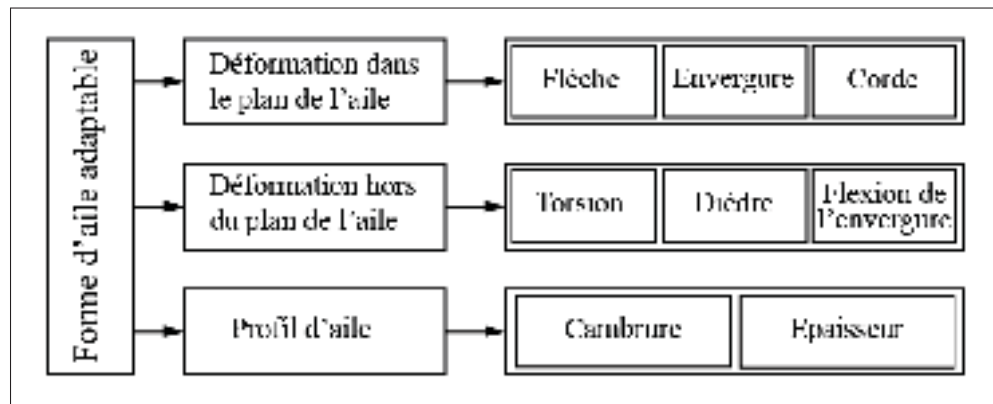 Forme d'aile adaptable
Déformation dans
le plan de l'aile
Flèche
Envergure
Corde
Déformation hors
du plan de l'aile
Torsion
Dièdre
Flexion de
l'envergure
Profil d'aile
Cambrure
Epaisseur